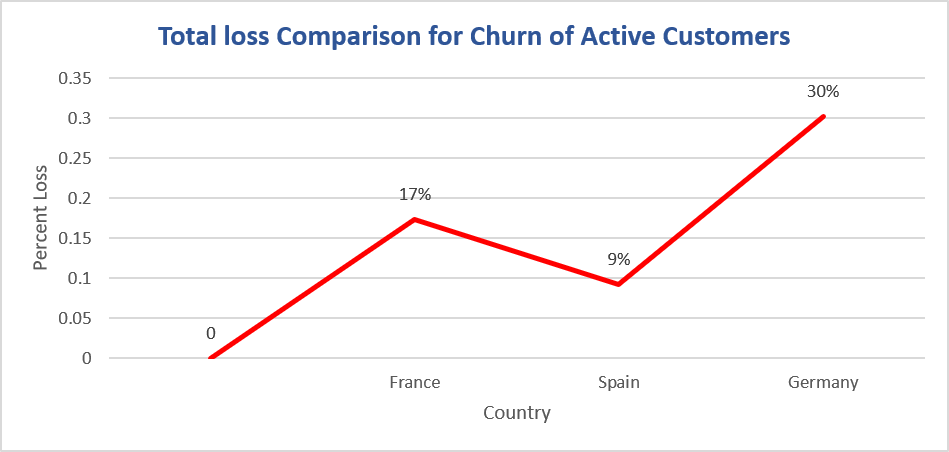 Total loss Comparison for Churn of Active Customers
Percent Loss
0.35
0.3
0.25
0.2
0.15
0.1
0.05
0
0
17%
9%
30%
France
Spain
Germany
Country